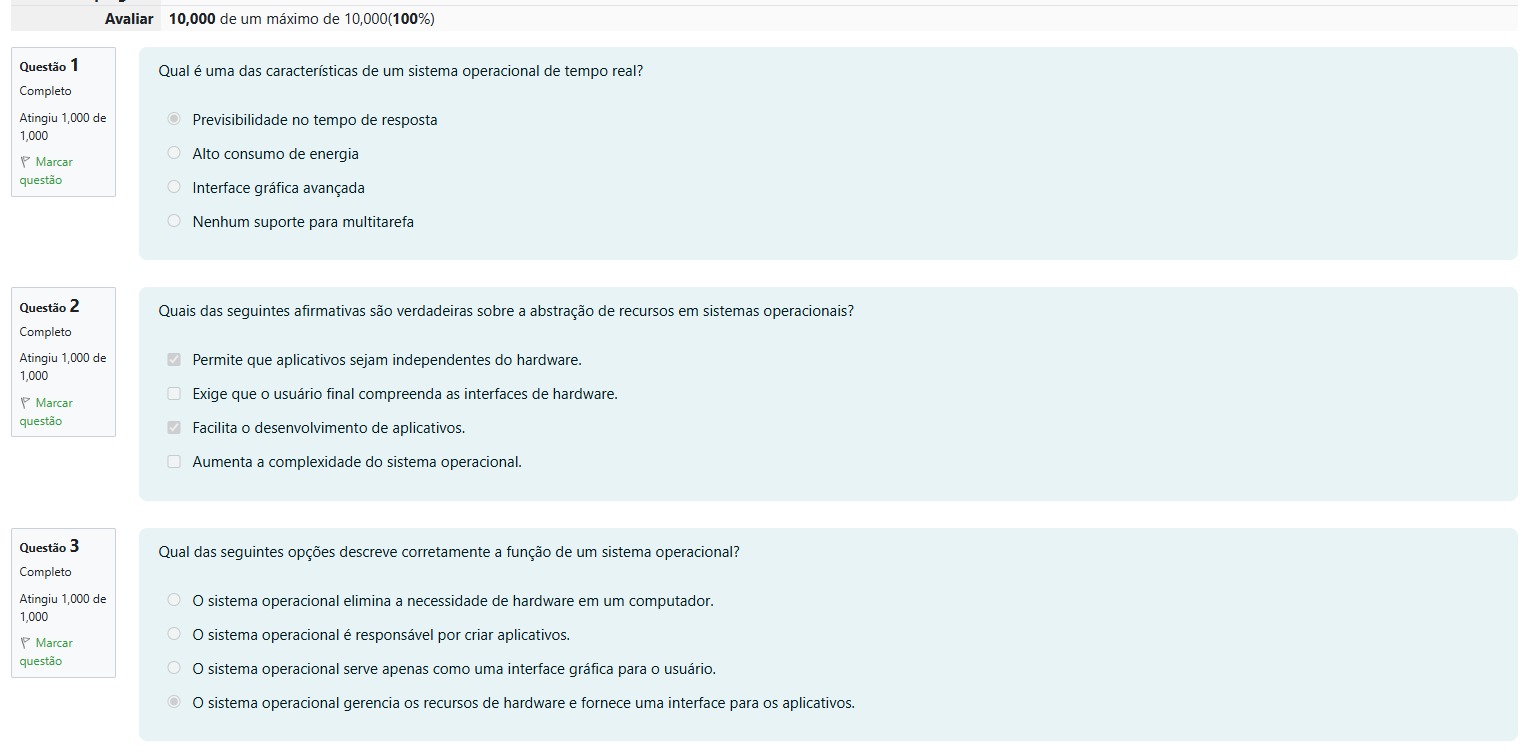 Avaliar 10,000 de um máximo de 10,000(100%)
Questão 1
Completo
Atingiu 1,000 de
1,000
Marcar
questão
Qual é uma das características de um sistema operacional de tempo real?
Previsibilidade no tempo de resposta
Alto consumo de energia
Interface gráfica avançada
Nenhum suporte para multitarefa
Questão 2
Completo
Atingiu 1,000 de
1,000
Marcar
questão
Quais das seguintes afirmativas são verdadeiras sobre a abstração de recursos em sistemas operacionais?
Permite que aplicativos sejam independentes do hardware.
Exige que o usuário final compreenda as interfaces de hardware.
Facilita o desenvolvimento de aplicativos.
Aumenta a complexidade do sistema operacional.
Questão 3
Completo
Atingiu 1,000 de
1,000
Marcar
questão
Qual das seguintes opções descreve corretamente a função de um sistema operacional?
O sistema operacional elimina a necessidade de hardware em um computador.
O sistema operacional é responsável por criar aplicativos.
O sistema operacional serve apenas como uma interface gráfica para o usuário.
O sistema operacional gerencia os recursos de hardware e fornece uma interface para os aplicativos.